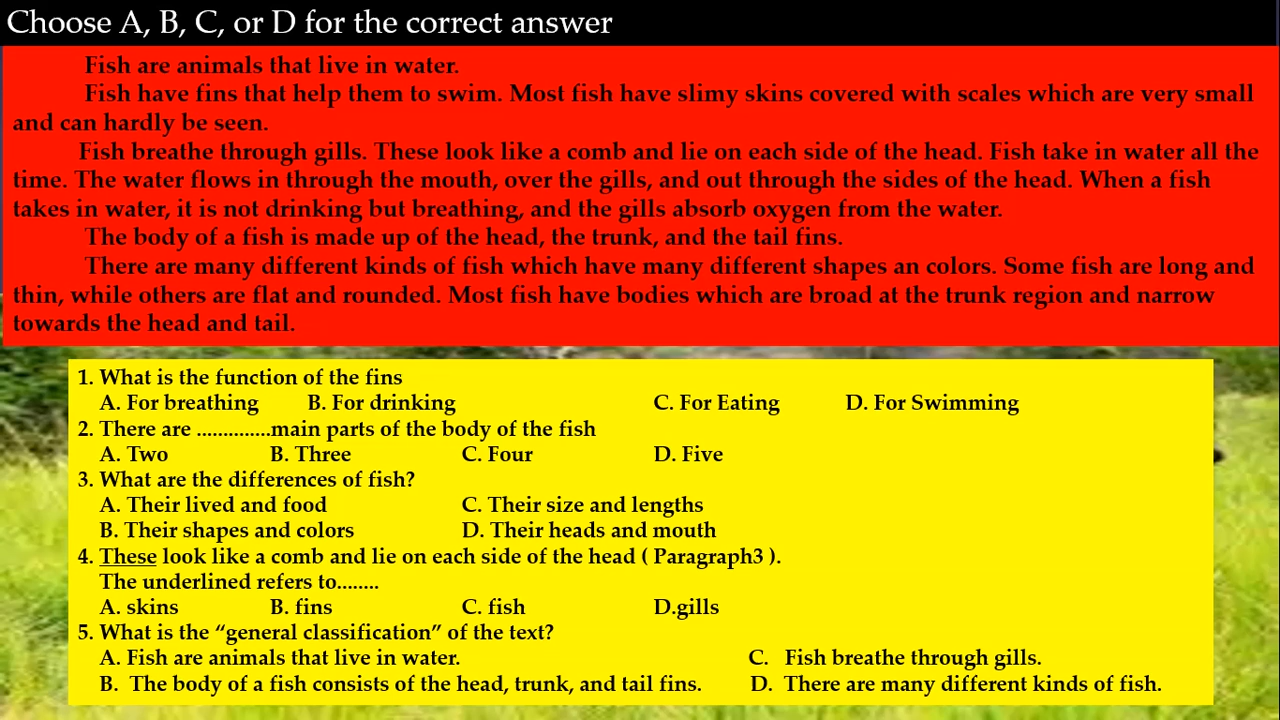 Choose A, B, C, or D for the correct answer
Fish are animals that live in water.
Fish have fins that help them to swim. Most fish have slimy skins covered with scales which are very small
and can hardly be seen.
Fish breathe through gills. These look like a comb and lie on each side of the head. Fish take in water all the
time. The water flows in through the mouth, over the gills, and out through the sides of the head. When a fish
takes in water, it is not drinking but breathing, and the gills absorb oxygen from the water.
The body of a fish is made up of the head, the trunk, and the tail fins.
There are many different kinds of fish which have many different shapes an colors. Some fish are long and
thin, while others are flat and rounded. Most fish have bodies which are broad at the trunk region and narrow
towards the head and tail.
1. What is the function of the fins
A. For breathing B. For drinking C. For Eating D. For Swimming
2. There are ..............main parts of the body of the fish
A. Two B. Three C. Four D. Five
3. What are the differences of fish?
A. Their lived and food C. Their size and lengths
B. Their shapes and colors D. Their heads and mouth
4. These look like a comb and lie on each side of the head ( Paragraph3 ).
The underlined refers to........
A. skins B. fins C. fish D.gills
5. What is the “general classification” of the text?
A. Fish are animals that live in water. C. Fish breathe through gills.
B. The body of a fish consists of the head, trunk, and tail fins. D. There are many different kinds of fish.